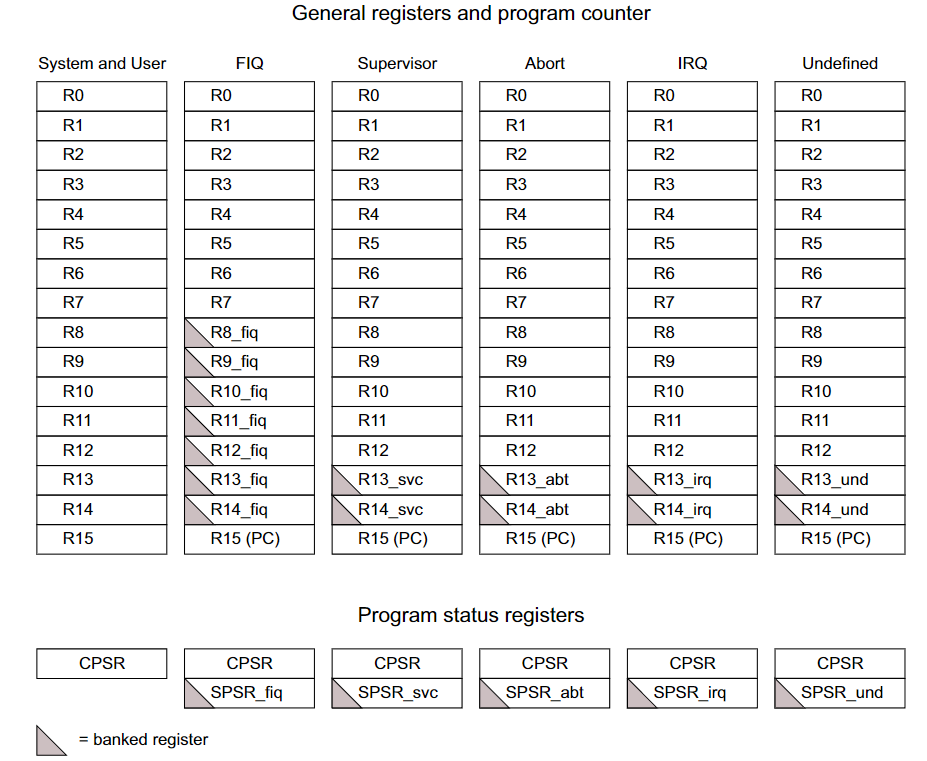 General registers and program counter
System and User FIQ Supervisor Abort IRQ Undefined
R0 R0 R0 R0 R0 R0
R1 R1 R1 R1 R1 R1
R2 R2 R2 R2 R2 R2
R3 R3 R3 R3 R3 R3
R4 R4 R4 R4 R4 R4
R5 R5 R5 R5 R5 R5
R6 R6 R6 R6 R6 R6
R7 R7 R7 R7 R7 R7
R8 R8_fiq R8 R8 R8 R8
R9 R9_fiq R9 R9 R9 R9
R10 R10_fiq R10 R10 R10 R10
R11 R11_fiq R11 R11 R11 R11
R12 R12_fiq R12 R12 R12 R12
R13 R13_fiq R13_svc R13_abt R13_irq R13_und
R14 R14_fiq R14_svc R14_abt R14_irq R14_und
R15 R15 (PC) R15 (PC) R15 (PC) R15 (PC) R15 (PC)
Program status registers
CPSR CPSR CPSR CPSR CPSR CPSR
SPSR_fiq SPSR_svc SPSR_abt SPSR_irq SPSR_und
= banked register